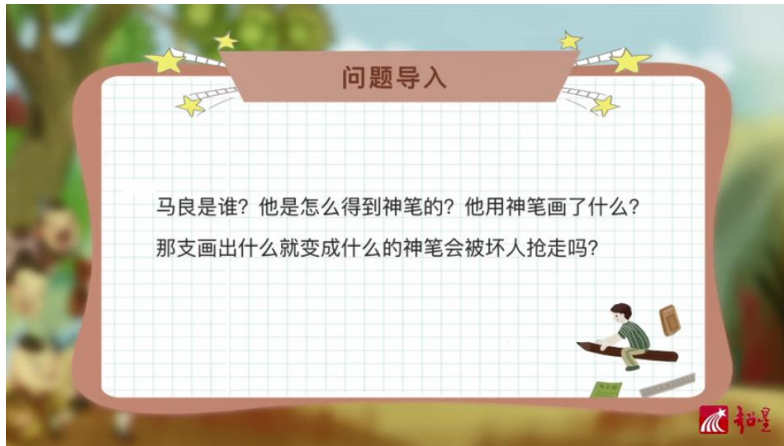 问题导入
马良是谁？他是怎么得到神笔的？他用神笔画了什么？
那支画出什么就变成什么的神笔会被坏人抢走吗？